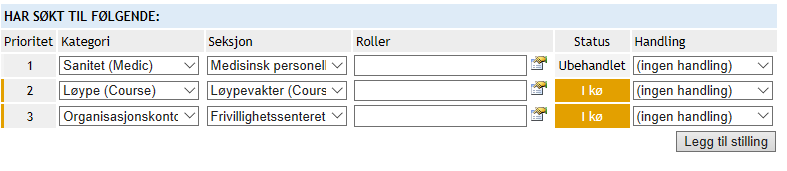 HAR SØKT TIL FØLGENDE:
Prioritet Kategori Seksjon Roller Status Handling
1 Sanitet (Medic) Medisinsk personell Ubehandlet (ingen handling)
2 Løype (Course) Løypevakter (Cours I kø (ingen handling)
3 Organisasjonskonto Frivillighetssenteret I kø (ingen handling)
Legg til stilling